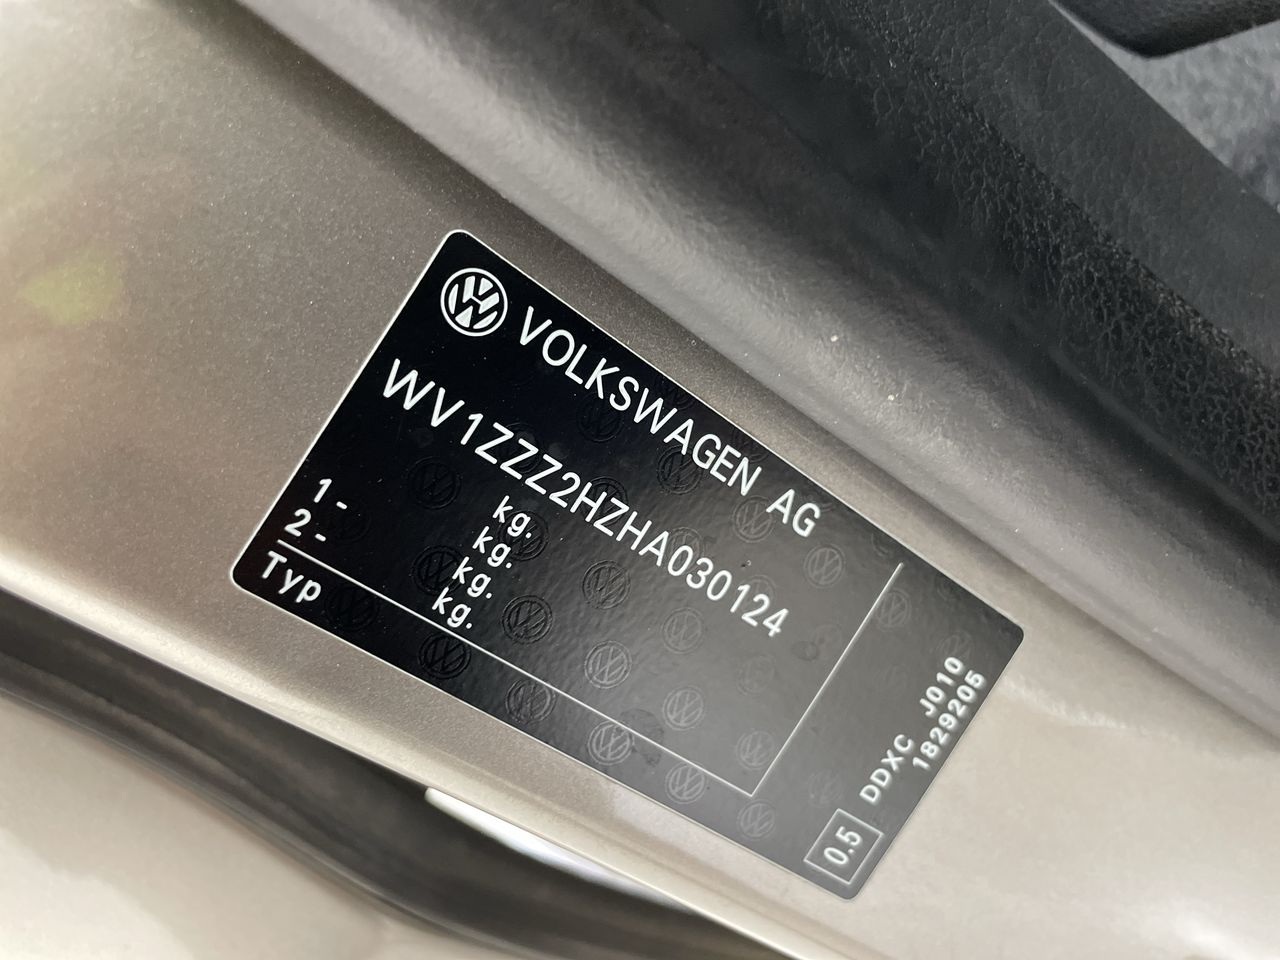 VOLKSWAGEN AG
WV1ZZZ2HZHA030124
kg.
1- kg.
2- kg.
kg.
Typ
0.5 DDXC J010
1829205